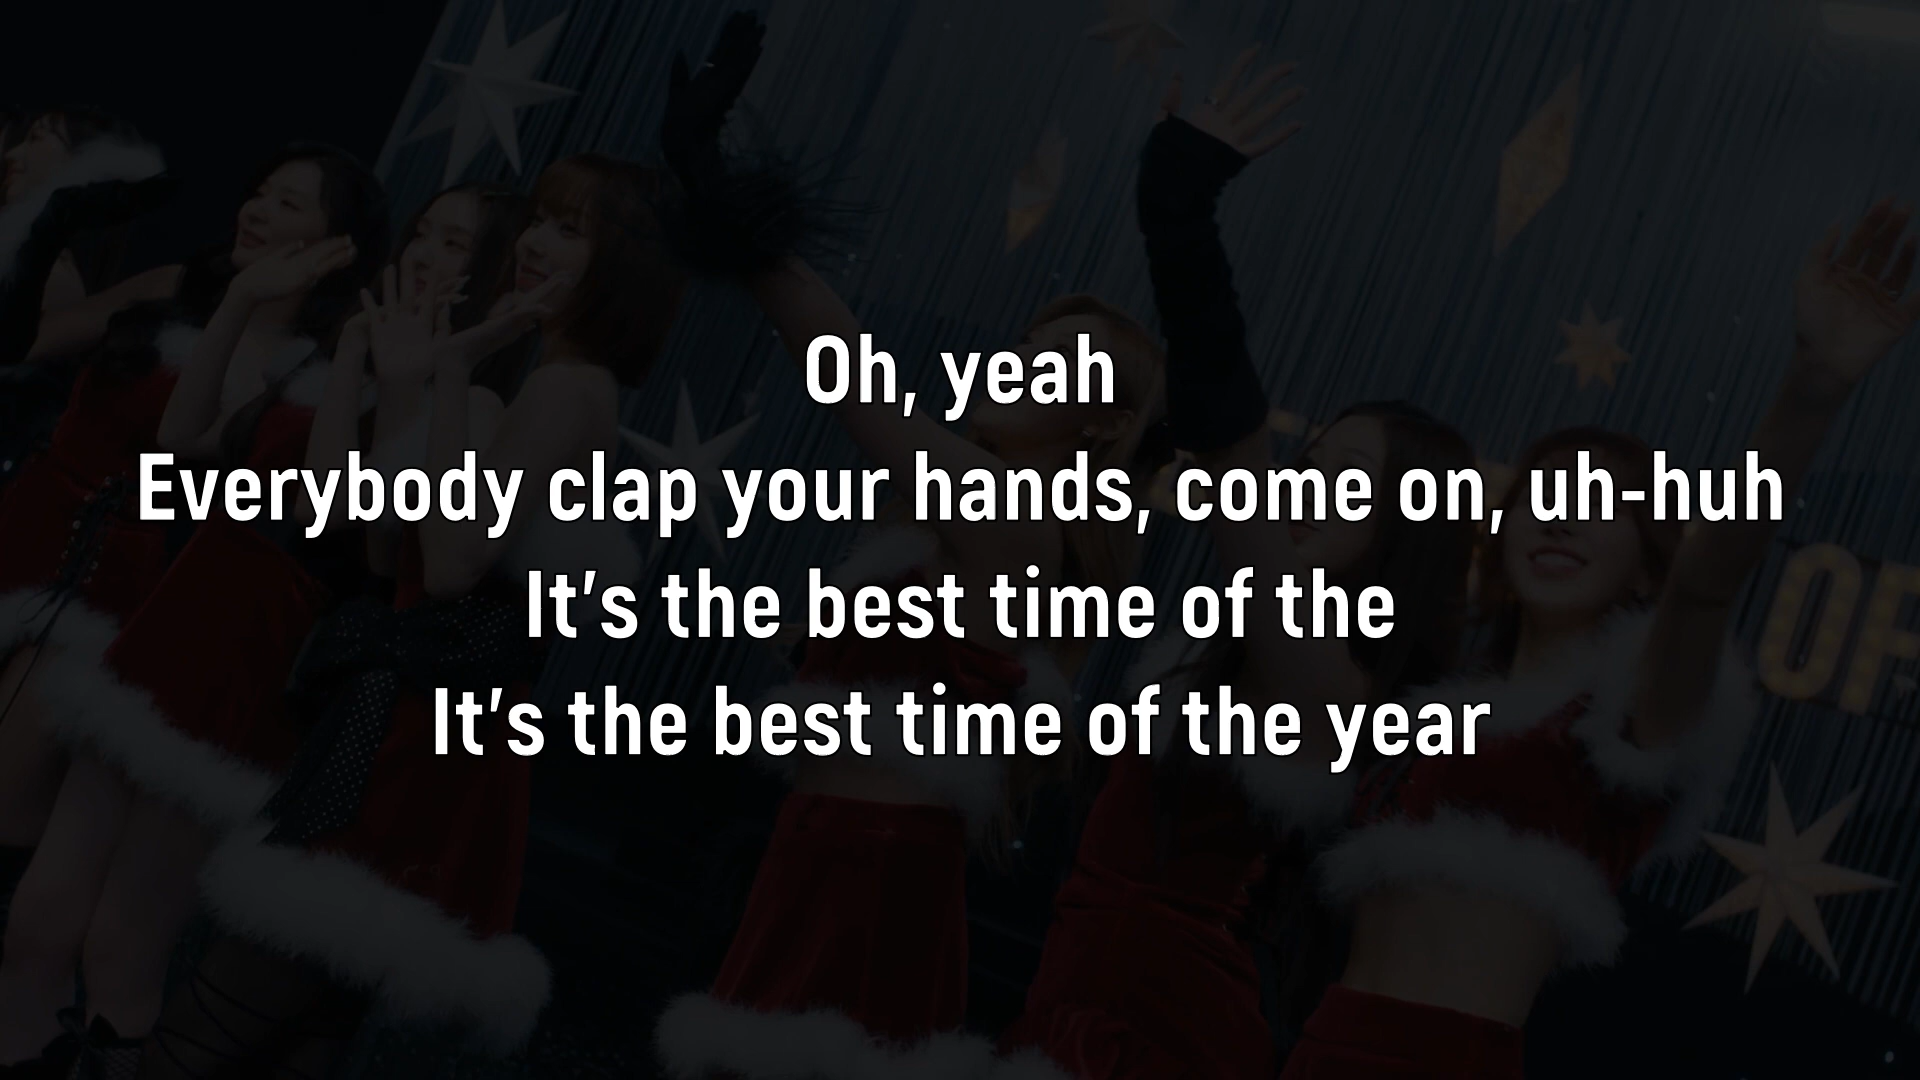 Oh, yeah
Everybody clap your hands, come on, uh-huh
It's the best time of the
It's the best time of the year
OF